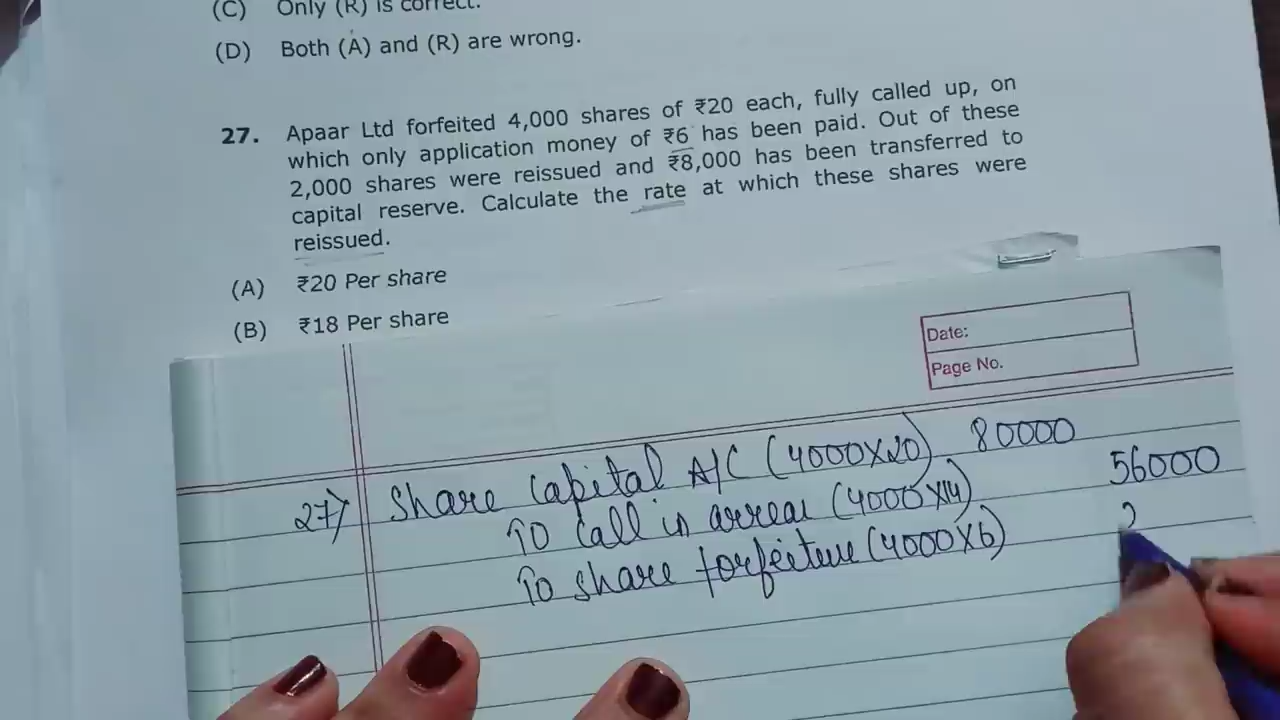 (C) Only (R) is correct.
(D) Both (A) and (R) are wrong.
27. Apaar Ltd forfeited 4,000 shares of ₹20 each, fully called up, on
which only application money of ₹6 has been paid. Out of these
2,000 shares were reissued and ₹8,000 has been transferred to
capital reserve. Calculate the rate at which these shares were
reissued.
(A) ₹20 Per share
(B) ₹18 Per share
Date:
Page No.
27) Share Capital A/C (4000X20) 80000
To Call in arrear (4000X14) 56000
To share forfeiture (4000X6) 2